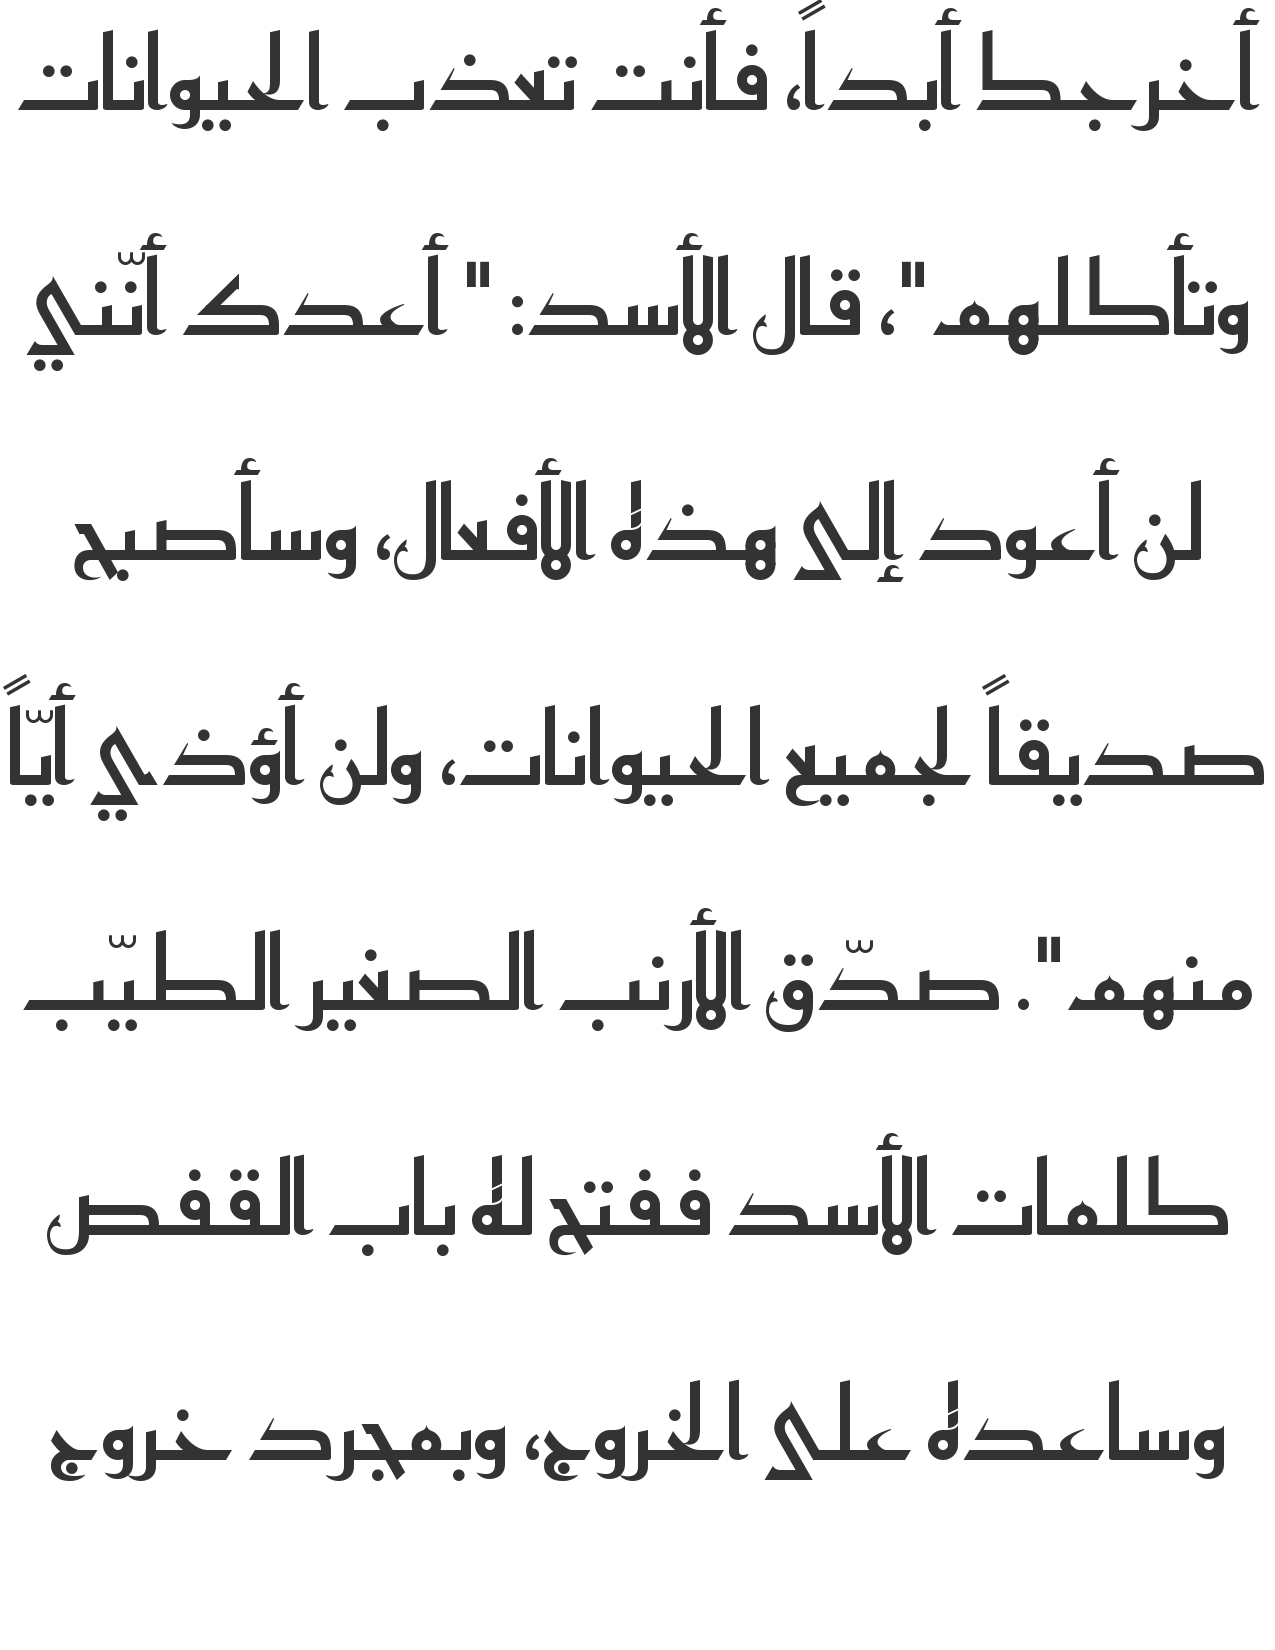 أخرجك أبداً، فأنت تعذب الحيوانات
وتأكلهم "، قال الأسد: " أعدك أنّني
لن أعود إلى هذه الأفعال، وسأصبح
صديقاً لجميع الحيوانات، ولن أؤذي أيّاً
منهم ". صدّق الأرنب الصغير الطيّب
كلمات الأسد ففتح له باب القفص
وساعده على الخروج، وبمجرد خروج